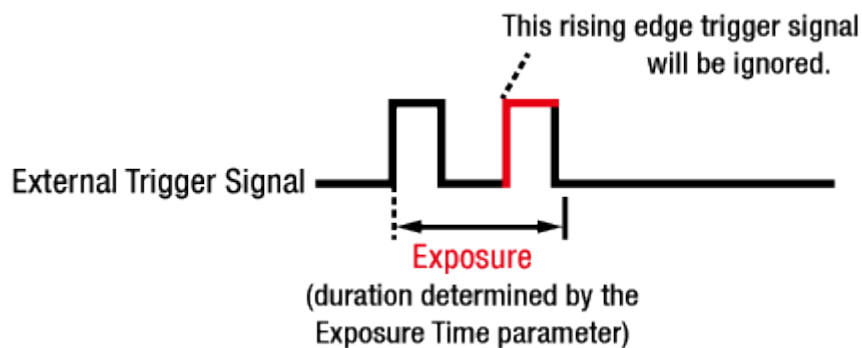 This rising edge trigger signal
will be ignored.
External Trigger Signal
Exposure
(duration determined by the
Exposure Time parameter)